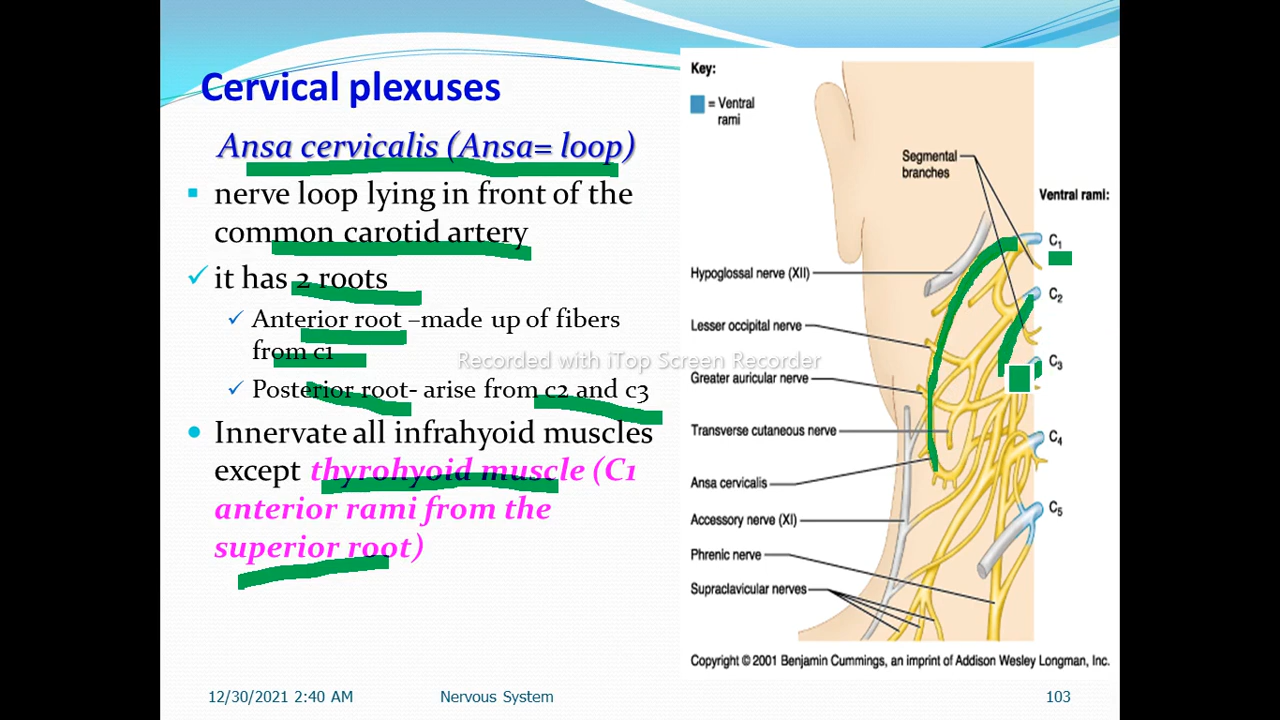 Cervical plexuses
Ansa cervicalis (Ansa= loop)
nerve loop lying in front of the
common carotid artery
it has 2 roots
Anterior root –made up of fibers
from c1
Posterior root- arise from c2 and c3
Innervate all infrahyoid muscles
except thyrohyoid muscle (C1
anterior rami from the
superior root)
Recorded with iTop Screen Recorder
Key:
= Ventral
rami
Segmental
branches
Ventral rami:
C1
C2
C3
C4
C5
Hypoglossal nerve (XII)
Lesser occipital nerve
Greater auricular nerve
Transverse cutaneous nerve
Ansa cervicalis
Accessory nerve (XI)
Phrenic nerve
Supraclavicular nerves
Copyright © 2001 Benjamin Cummings, an imprint of Addison Wesley Longman, Inc.
12/30/2021 2:40 AM
Nervous System
103